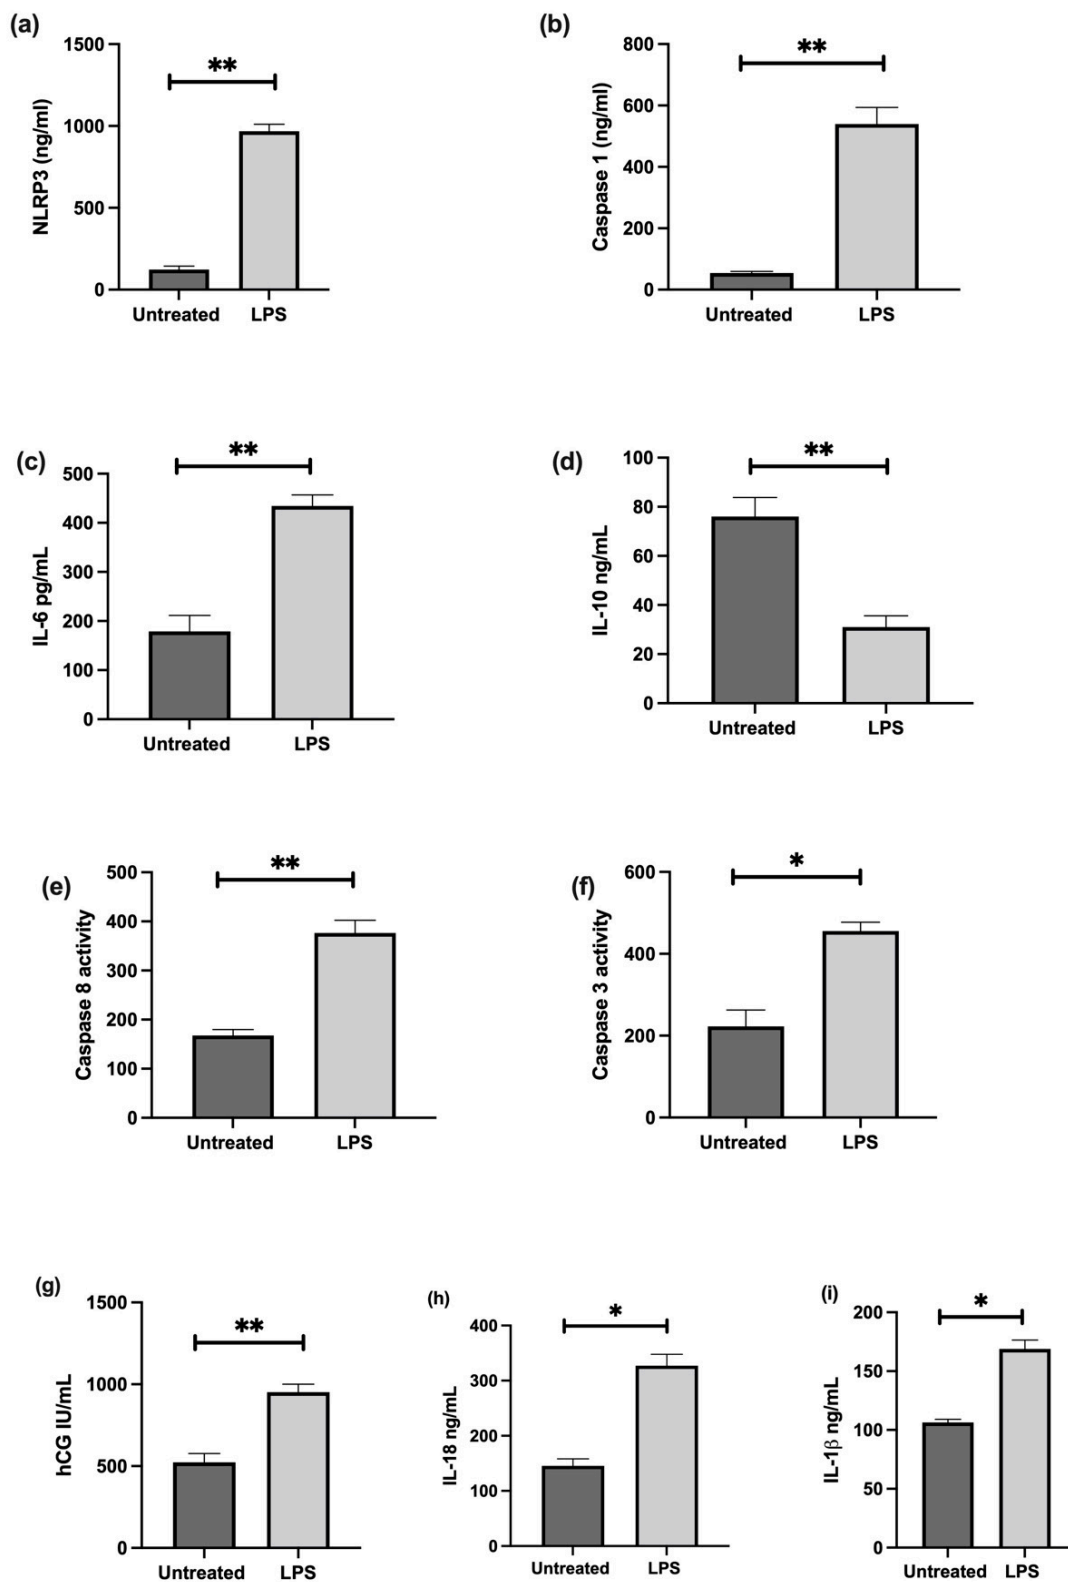 (a)
1500
1000
500
0
NLRP3 (ng/ml)
**
Untreated
LPS
(b)
800
600
400
200
0
Caspase 1 (ng/ml)
**
Untreated
LPS
(c)
500
400
300
200
100
0
IL-6 pg/mL
**
Untreated
LPS
(d)
100
80
60
40
20
0
IL-10 ng/mL
**
Untreated
LPS
(e)
500
400
300
200
100
0
Caspase 8 activity
**
Untreated
LPS
(f)
600
400
200
0
Caspase 3 activity
*
Untreated
LPS
(g)
1500
1000
500
0
hCG IU/mL
**
Untreated
LPS
(h)
400
300
200
100
0
IL-18 ng/mL
*
Untreated
LPS
(i)
200
150
100
50
0
IL-1β ng/mL
*
Untreated
LPS